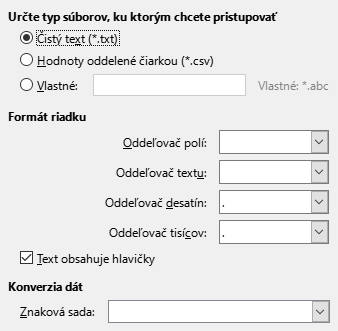 Určte typ súborov, ku ktorým chcete pristupovať
Čistý text (*.txt)
Hodnoty oddelené čiarkou (*.csv)
Vlastné: Vlastné: *.abc
Formát riadku
Oddeľovač polí:
Oddeľovač textu:
Oddeľovač desatín: .
Oddeľovač tisícov: .
Text obsahuje hlavičky
Konverzia dát
Znaková sada: